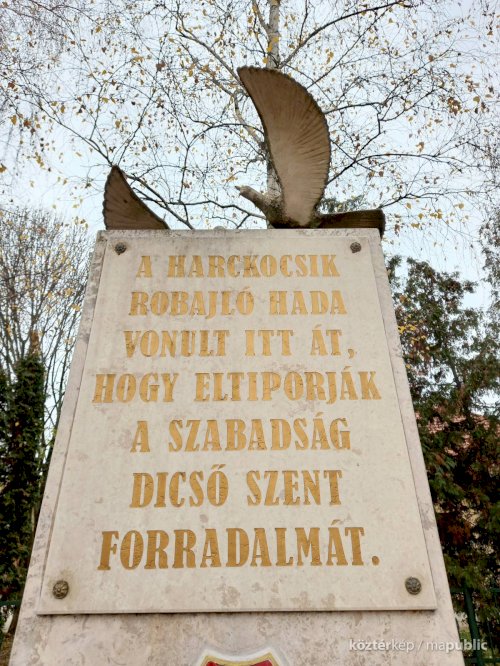 A HARCKOCSIK
ROBAJLÓ HADA
VONULT ITT ÁT,
HOGY ELTIPORJÁK
A SZABADSÁG
DICSŐ SZENT
FORRADALMÁT.
köztérkép / mapublic